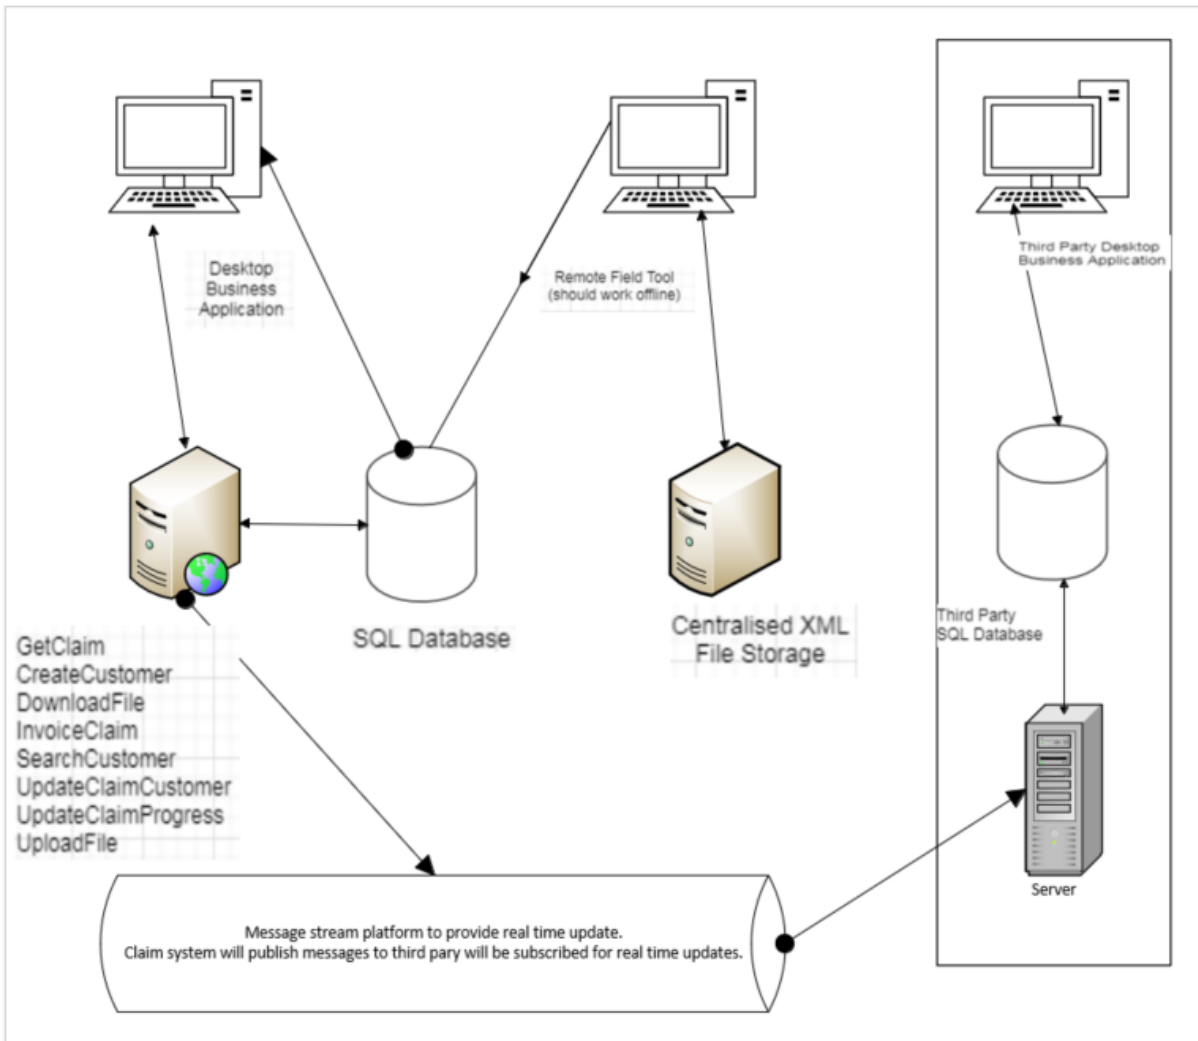 Desktop
Business
Application
Remote Field Tool
(should work offline)
Third Party Desktop
Business Application
SQL Database
Centralised XML
File Storage
Third Party
SQL Database
GetClaim
CreateCustomer
DownloadFile
InvoiceClaim
SearchCustomer
UpdateClaimCustomer
UpdateClaimProgress
UploadFile
Server
Message stream platform to provide real time update.
Claim system will publish messages to third pary will be subscribed for real time updates.